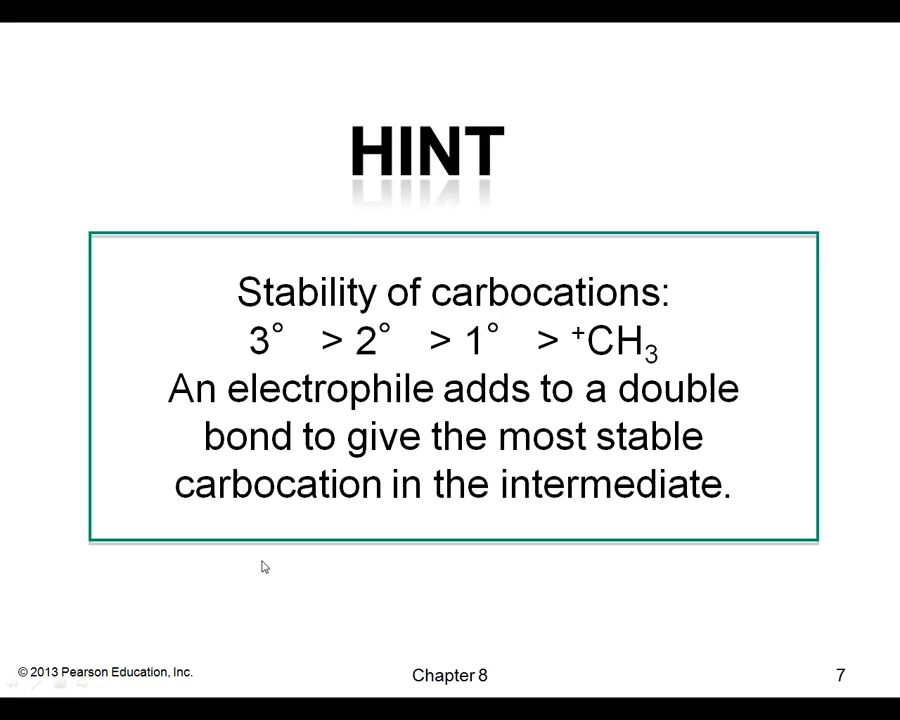 HINT
Stability of carbocations:
3° > 2° > 1° > ⁺CH₃
An electrophile adds to a double
bond to give the most stable
carbocation in the intermediate.
© 2013 Pearson Education, Inc.
Chapter 8
7